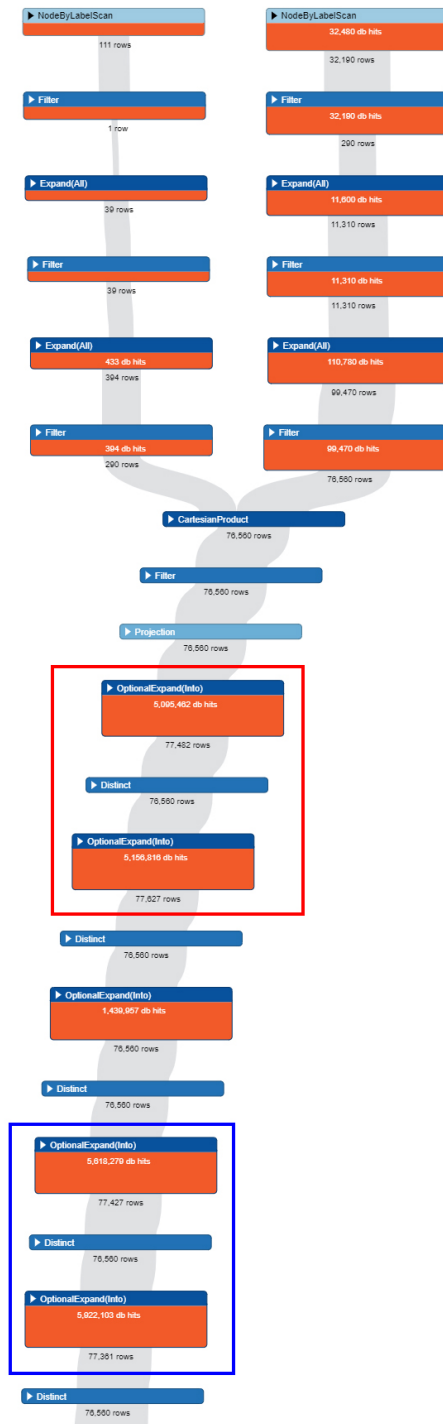 ▶ NodeByLabelScan
111 rows
▶ Filter
1 row
▶ Expand(All)
39 rows
▶ Filter
39 rows
▶ Expand(All)
433 db hits
394 rows
▶ Filter
394 db hits
290 rows
▶ NodeByLabelScan
32,480 db hits
32,190 rows
▶ Filter
32,190 db hits
290 rows
▶ Expand(All)
11,600 db hits
11,310 rows
▶ Filter
11,310 db hits
11,310 rows
▶ Expand(All)
110,780 db hits
99,470 rows
▶ Filter
99,470 db hits
76,560 rows
▶ CartesianProduct
76,560 rows
▶ Filter
76,560 rows
▶ Projection
76,560 rows
▶ OptionalExpand(Into)
5,095,462 db hits
77,482 rows
▶ Distinct
76,560 rows
▶ OptionalExpand(Into)
5,156,816 db hits
77,627 rows
▶ Distinct
76,560 rows
▶ OptionalExpand(Into)
1,439,957 db hits
76,560 rows
▶ Distinct
76,560 rows
▶ OptionalExpand(Into)
5,618,279 db hits
77,427 rows
▶ Distinct
76,560 rows
▶ OptionalExpand(Into)
5,922,103 db hits
77,361 rows
▶ Distinct
76,560 rows